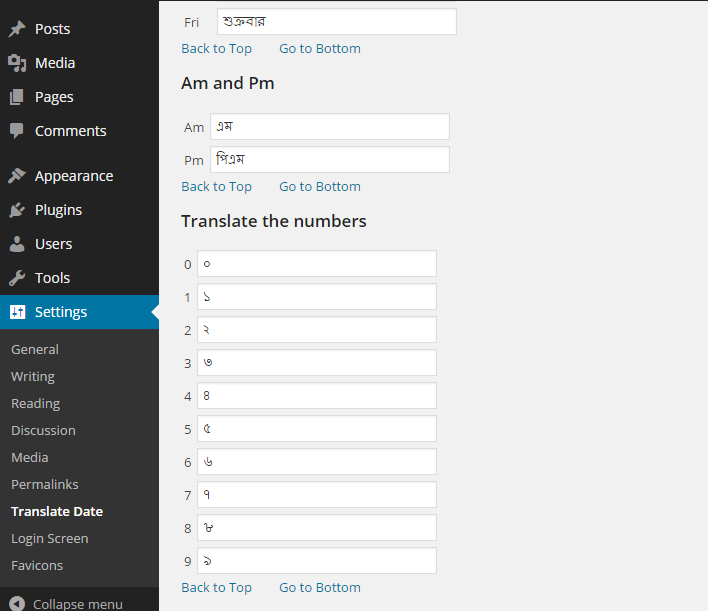 Posts
Media
Pages
Comments
Appearance
Plugins
Users
Tools
Settings
General
Writing
Reading
Discussion
Media
Permalinks
Translate Date
Login Screen
Favicons
Collapse menu
Fri শুক্রবার
Back to Top Go to Bottom
Am and Pm
Am এম
Pm পিএম
Back to Top Go to Bottom
Translate the numbers
0 ০
1 ১
2 ২
3 ৩
4 ৪
5 ৫
6 ৬
7 ৭
8 ৮
9 ৯
Back to Top Go to Bottom